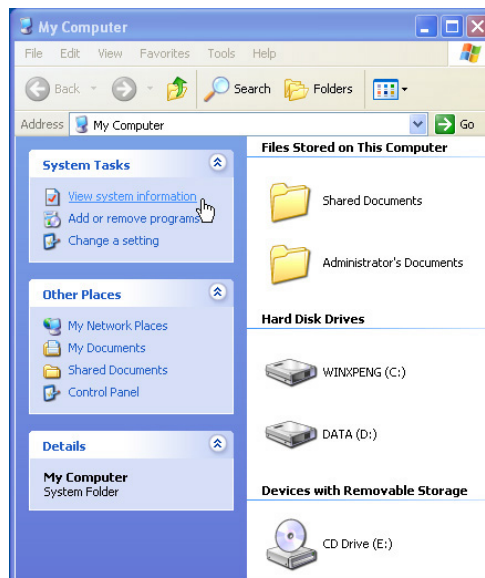 My Computer
File Edit View Favorites Tools Help
Back Search Folders
Address My Computer Go
System Tasks
View system information
Add or remove programs
Change a setting
Other Places
My Network Places
My Documents
Shared Documents
Control Panel
Details
My Computer
System Folder
Files Stored on This Computer
Shared Documents
Administrator's Documents
Hard Disk Drives
WINXPENG (C:)
DATA (D:)
Devices with Removable Storage
CD Drive (E:)